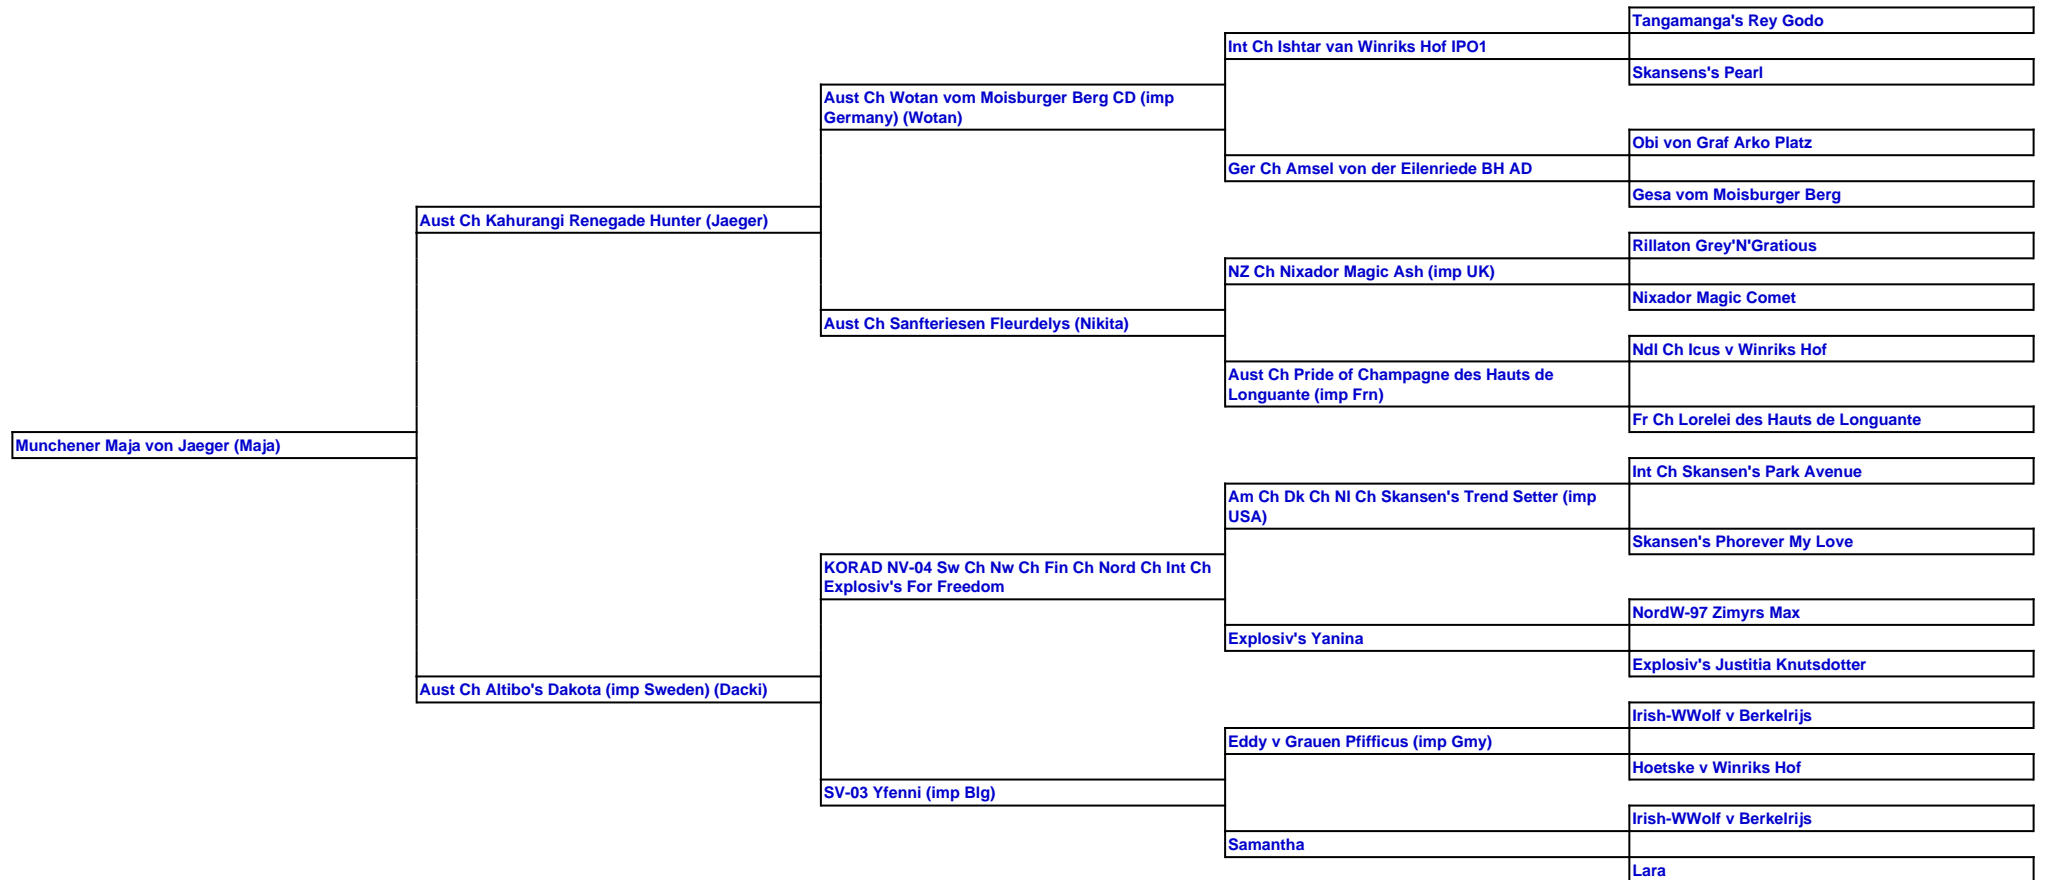 Tangamanga's Rey Godo
Int Ch Ishtar van Winriks Hof IPO1
Skansens's Pearl
Aust Ch Wotan vom Moisburger Berg CD (imp
Germany) (Wotan)
Obi von Graf Arko Platz
Ger Ch Amsel von der Eilenriede BH AD
Gesa vom Moisburger Berg
Aust Ch Kahurangi Renegade Hunter (Jaeger)
Rillaton Grey'N'Gratious
NZ Ch Nixador Magic Ash (imp UK)
Nixador Magic Comet
Aust Ch Sanfteriesen Fleurdelys (Nikita)
Ndl Ch Icus v Winriks Hof
Aust Ch Pride of Champagne des Hauts de
Longuante (imp Frn)
Fr Ch Lorelei des Hauts de Longuante
Munchener Maja von Jaeger (Maja)
Int Ch Skansen's Park Avenue
Am Ch Dk Ch Nl Ch Skansen's Trend Setter (imp
USA)
Skansen's Phorever My Love
KORAD NV-04 Sw Ch Nw Ch Fin Ch Nord Ch Int Ch
Explosiv's For Freedom
NordW-97 Zimyrs Max
Explosiv's Yanina
Explosiv's Justitia Knutsdotter
Aust Ch Altibo's Dakota (imp Sweden) (Dacki)
Irish-WWolf v Berkelrijs
Eddy v Grauen Pfifficus (imp Gmy)
Hoetske v Winriks Hof
SV-03 Yfenni (imp Blg)
Irish-WWolf v Berkelrijs
Samantha
Lara